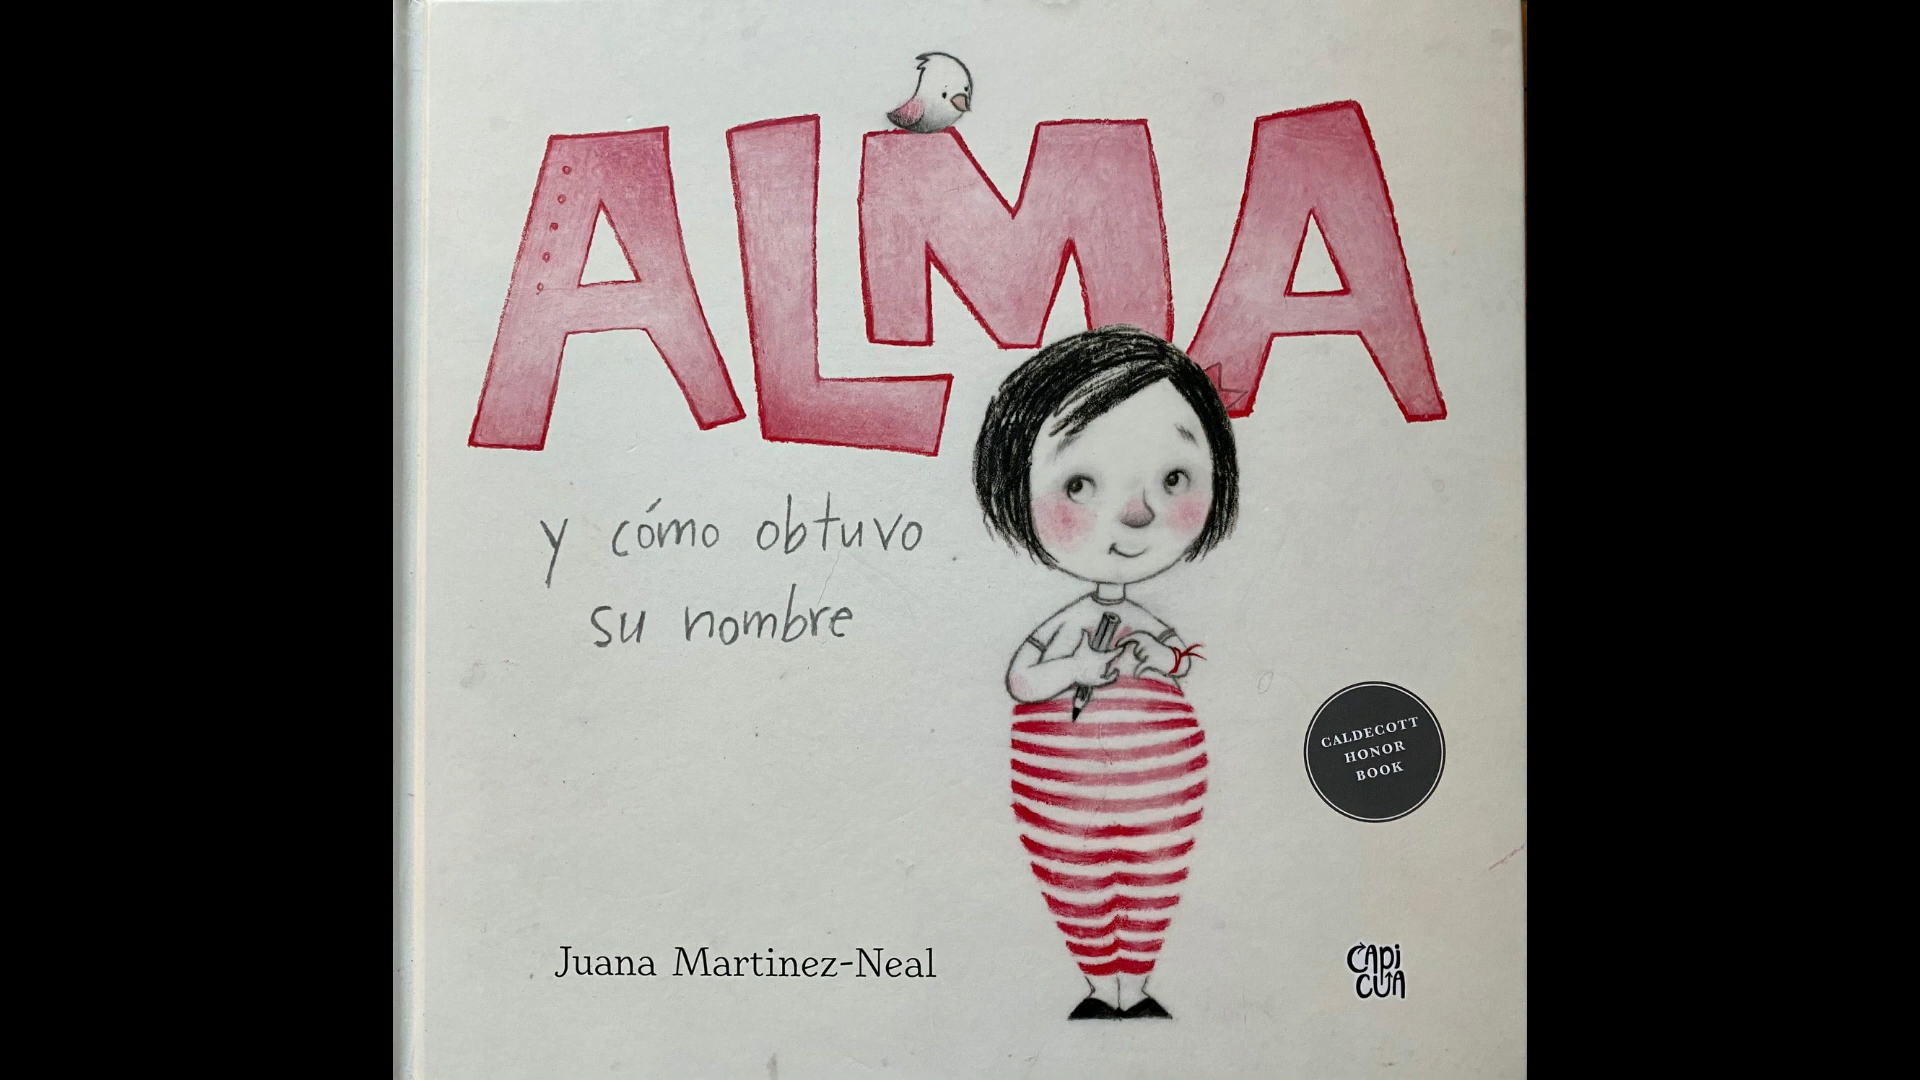 ALMA
y cómo obtuvo
su nombre
CALDECOTT
HONOR
BOOK
Juana Martinez-Neal
CAPi
CUA